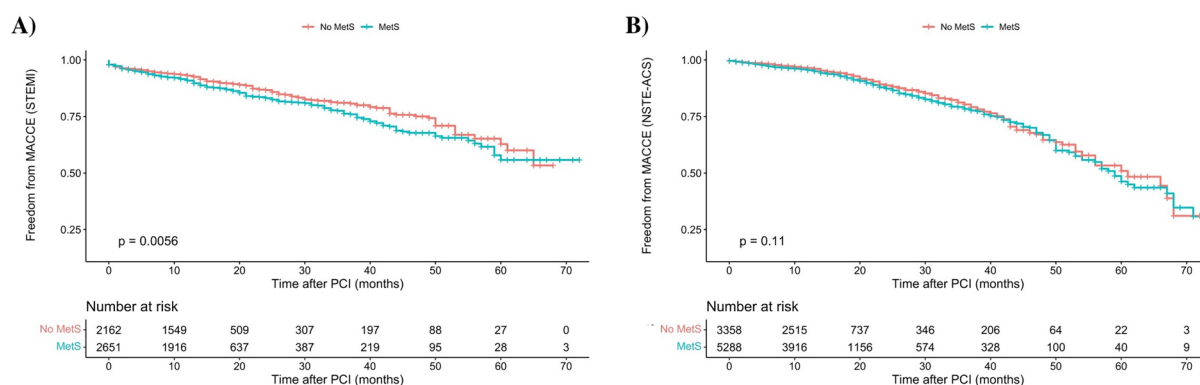 A)
No MetS MetS
Freedom from MACCE (STEMI)
1.00
0.75
0.50
0.25
p = 0.0056
0 10 20 30 40 50 60 70
Time after PCI (months)
Number at risk
No MetS 2162 1549 509 307 197 88 27 0
MetS 2651 1916 637 387 219 95 28 3
0 10 20 30 40 50 60 70
Time after PCI (months)
B)
No MetS MetS
Freedom from MACCE (NSTE-ACS)
1.00
0.75
0.50
0.25
p = 0.11
0 10 20 30 40 50 60 70
Time after PCI (months)
Number at risk
No MetS 3358 2515 737 346 206 64 22 3
MetS 5288 3916 1156 574 328 100 40 9
0 10 20 30 40 50 60 70
Time after PCI (months)